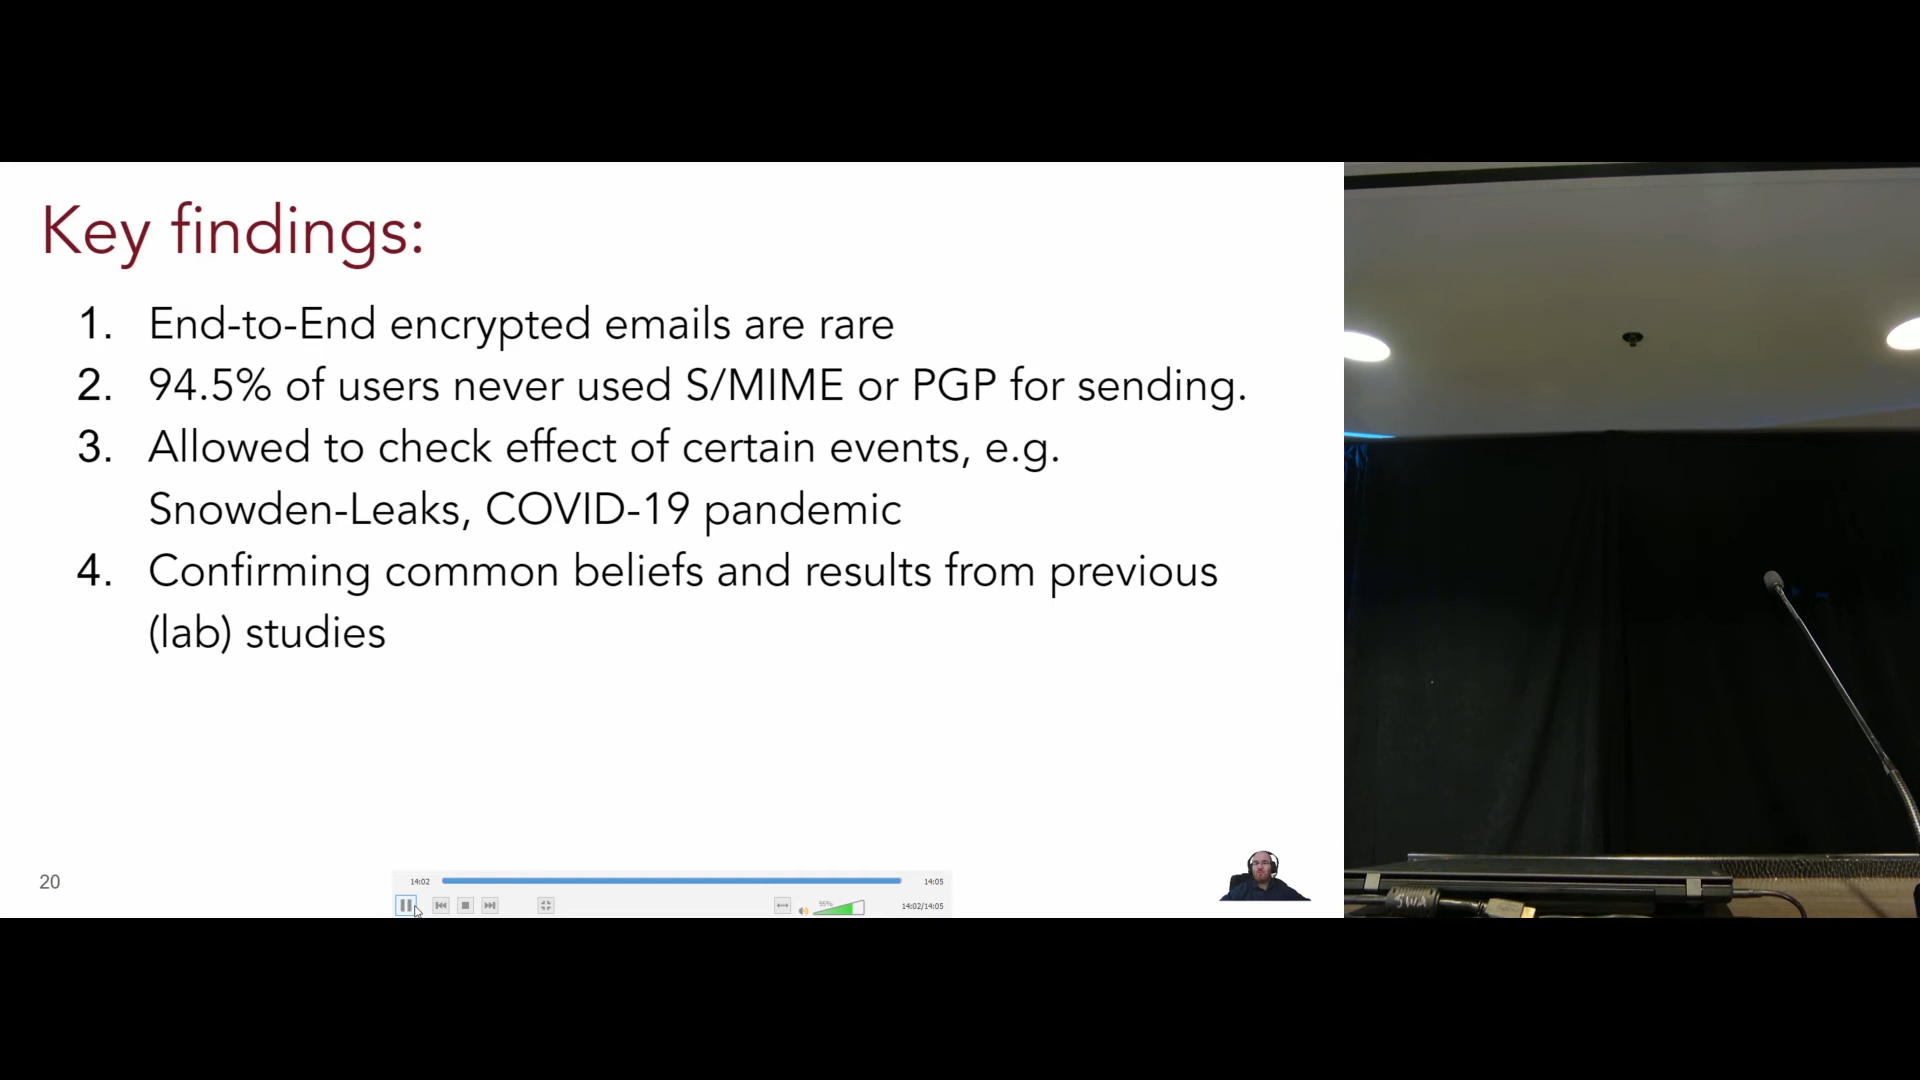 Key findings:
1. End-to-End encrypted emails are rare
2. 94.5% of users never used S/MIME or PGP for sending.
3. Allowed to check effect of certain events, e.g.
Snowden-Leaks, COVID-19 pandemic
4. Confirming common beliefs and results from previous
(lab) studies
20
14:02
14:05
95%
14:02/14:05